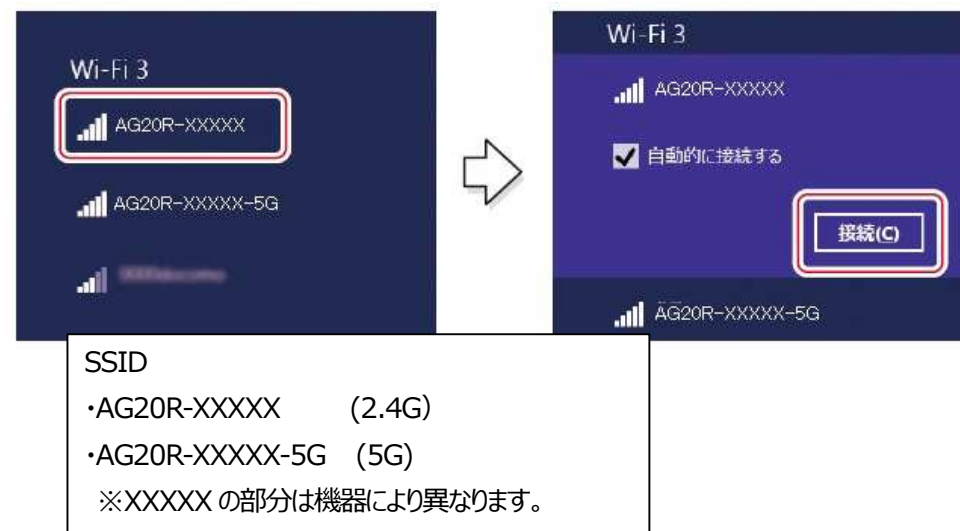 Wi-Fi 3
AG20R-XXXXX
AG20R-XXXXX-5G
Wi-Fi 3
AG20R-XXXXX
自動的に接続する
接続(C)
AG20R-XXXXX-5G
SSID
・AG20R-XXXXX (2.4G)
・AG20R-XXXXX-5G (5G)
※XXXXX の部分は機器により異なります。